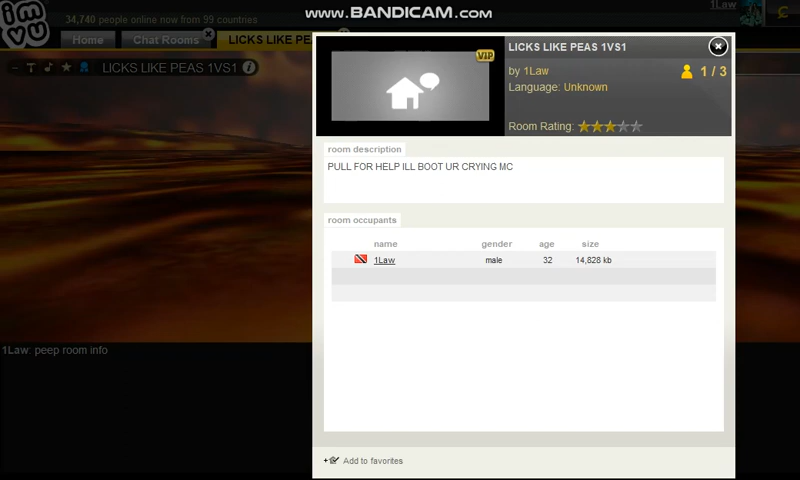 www.BANDICAM.com
imvu
34,740 people online now from 99 countries
1Law
Home
Chat Rooms
LICKS LIKE PE
LICKS LIKE PEAS 1VS1
LICKS LIKE PEAS 1VS1
VIP
by 1Law
1 / 3
Language: Unknown
Room Rating:
room description
PULL FOR HELP ILL BOOT UR CRYING MC
room occupants
name gender age size
1Law male 32 14,828 kb
1Law: peep room info
Add to favorites